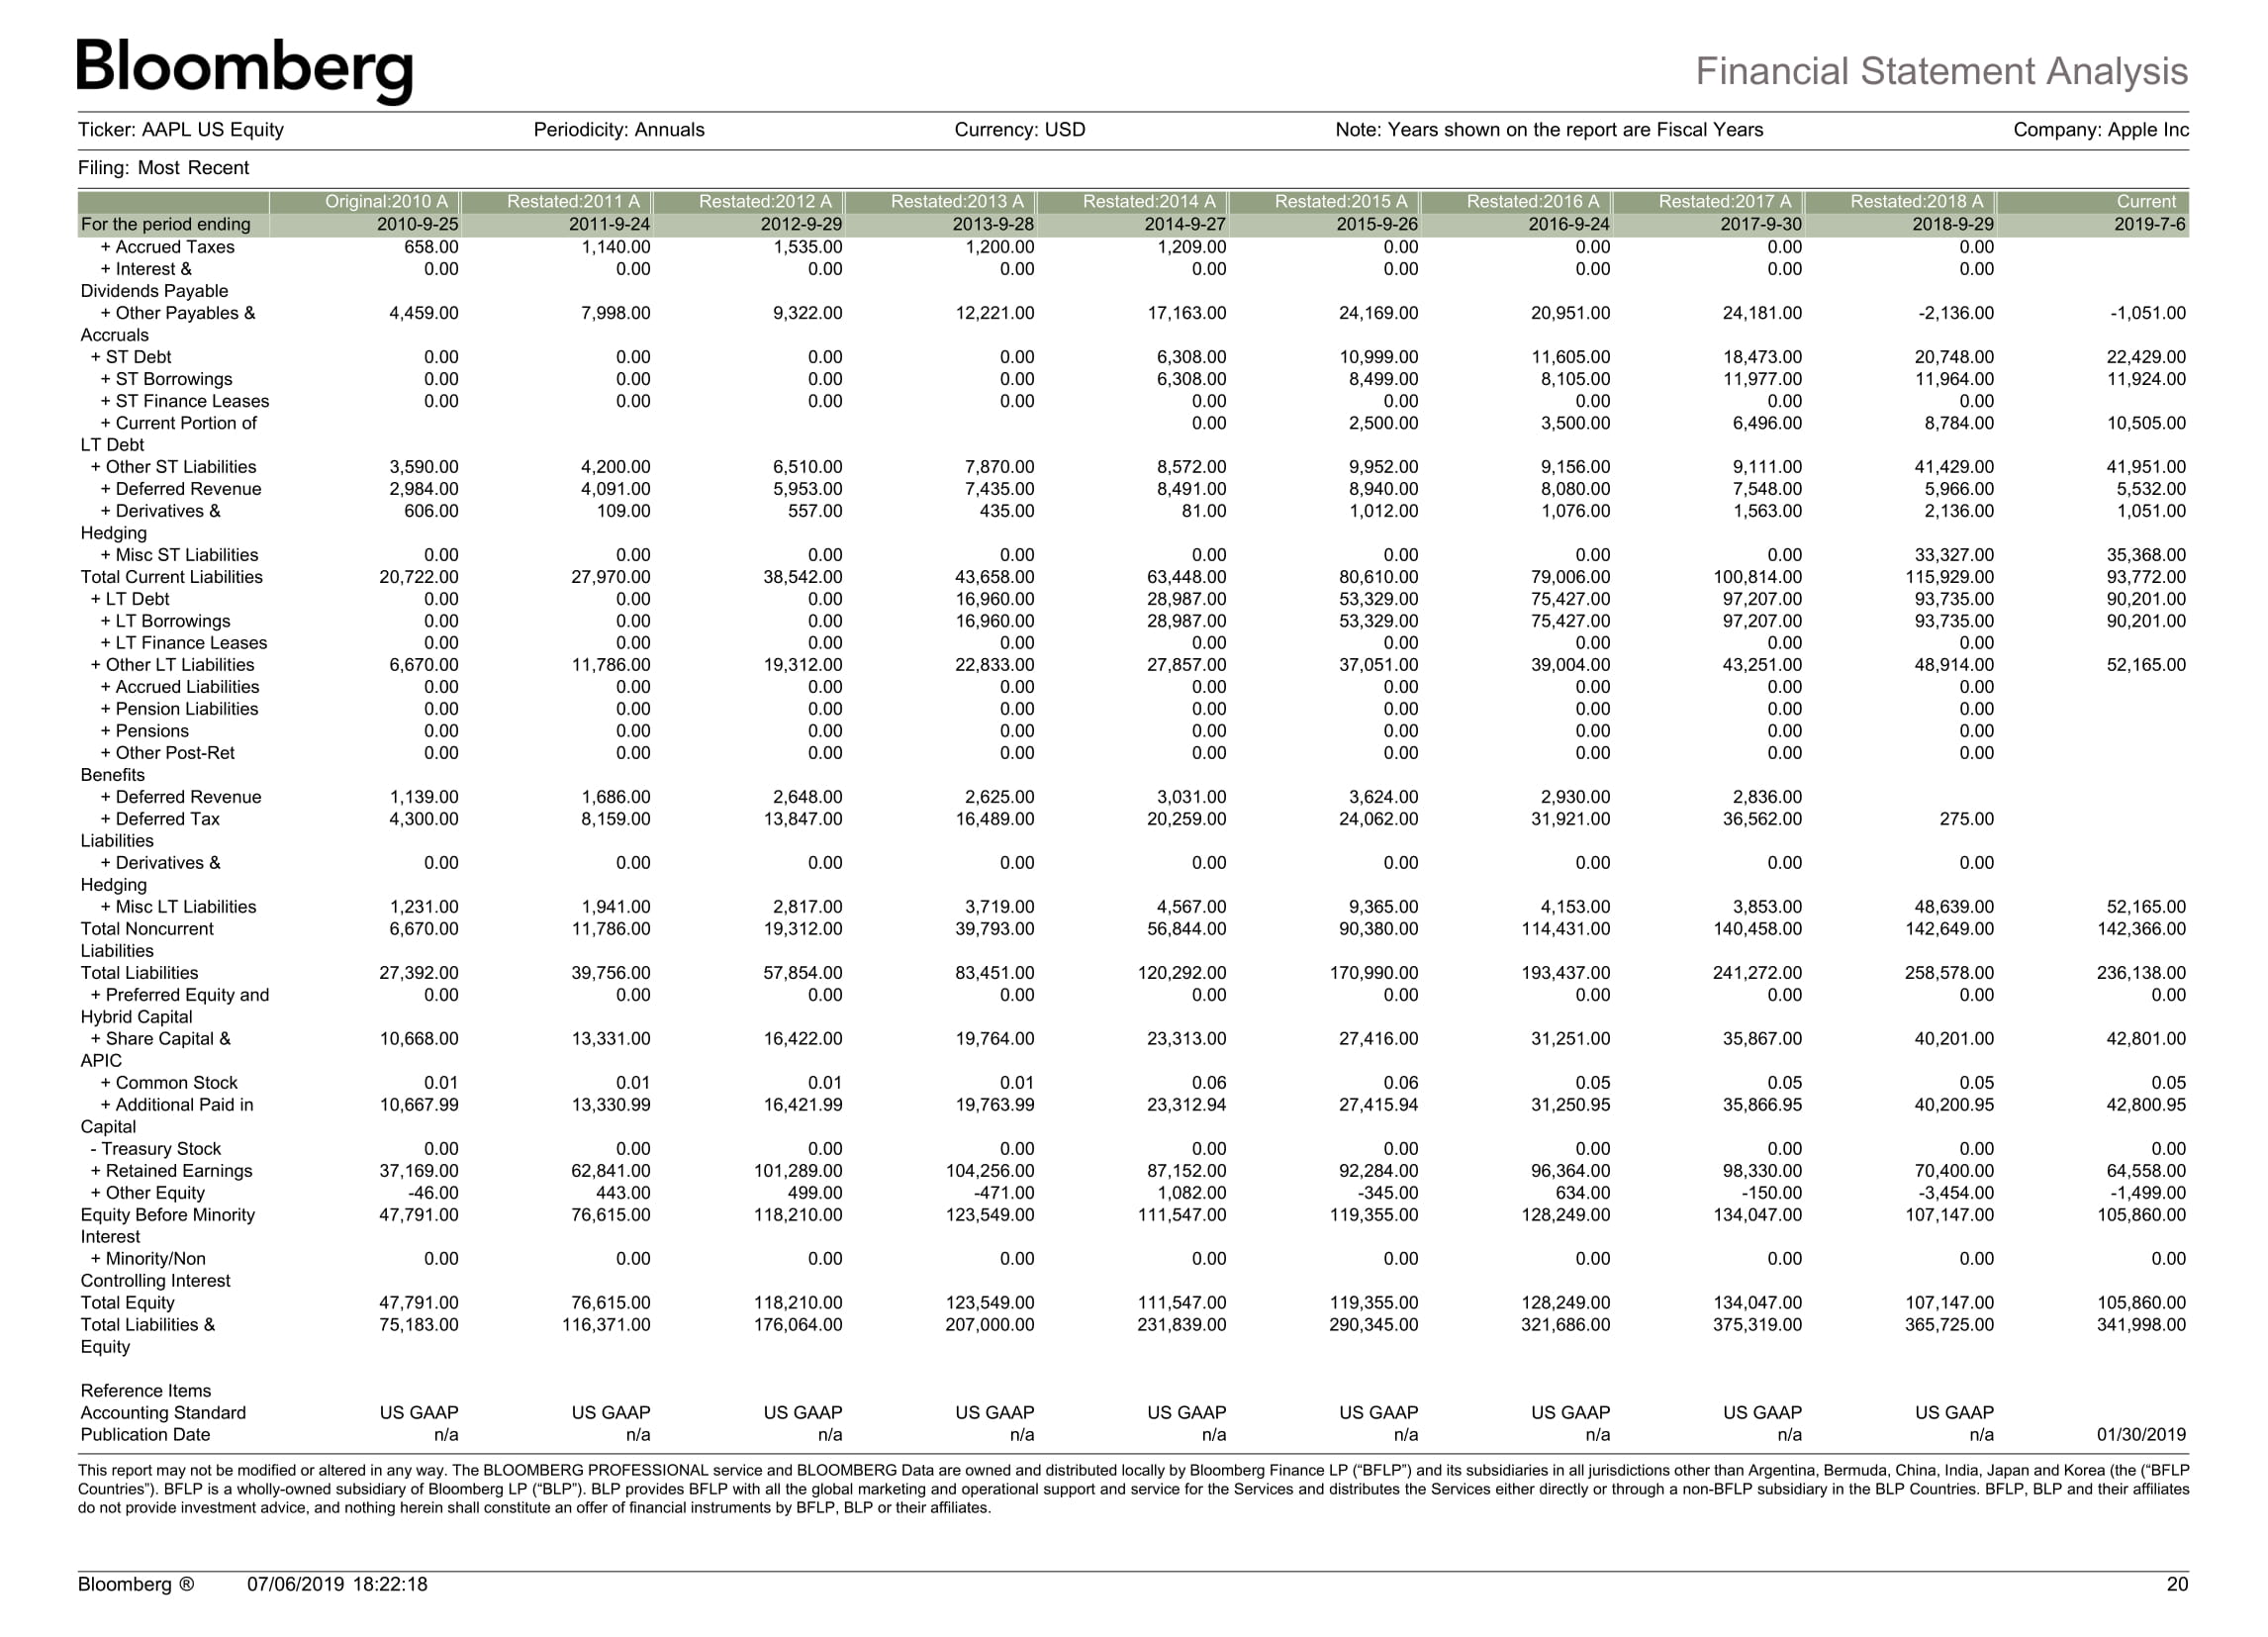 Bloomberg Financial Statement Analysis
Ticker: AAPL US Equity Periodicity: Annuals Currency: USD Note: Years shown on the report are Fiscal Years Company: Apple Inc
Filing: Most Recent
Original:2010 A Restated:2011 A Restated:2012 A Restated:2013 A Restated:2014 A Restated:2015 A Restated:2016 A Restated:2017 A Restated:2018 A Current
For the period ending 2010-9-25 2011-9-24 2012-9-29 2013-9-28 2014-9-27 2015-9-26 2016-9-24 2017-9-30 2018-9-29 2019-7-6
+ Accrued Taxes 658.00 1,140.00 1,535.00 1,200.00 1,209.00 0.00 0.00 0.00 0.00
+ Interest & 0.00 0.00 0.00 0.00 0.00 0.00 0.00 0.00 0.00
Dividends Payable
+ Other Payables & 4,459.00 7,998.00 9,322.00 12,221.00 17,163.00 24,169.00 20,951.00 24,181.00 -2,136.00 -1,051.00
Accruals
+ ST Debt 0.00 0.00 0.00 0.00 6,308.00 10,999.00 11,605.00 18,473.00 20,748.00 22,429.00
+ ST Borrowings 0.00 0.00 0.00 0.00 6,308.00 8,499.00 8,105.00 11,977.00 11,964.00 11,924.00
+ ST Finance Leases 0.00 0.00 0.00 0.00 0.00 0.00 0.00 0.00 0.00
+ Current Portion of 0.00 2,500.00 3,500.00 6,496.00 8,784.00 10,505.00
LT Debt
+ Other ST Liabilities 3,590.00 4,200.00 6,510.00 7,870.00 8,572.00 9,952.00 9,156.00 9,111.00 41,429.00 41,951.00
+ Deferred Revenue 2,984.00 4,091.00 5,953.00 7,435.00 8,491.00 8,940.00 8,080.00 7,548.00 5,966.00 5,532.00
+ Derivatives & 606.00 109.00 557.00 435.00 81.00 1,012.00 1,076.00 1,563.00 2,136.00 1,051.00
Hedging
+ Misc ST Liabilities 0.00 0.00 0.00 0.00 0.00 0.00 0.00 0.00 33,327.00 35,368.00
Total Current Liabilities 20,722.00 27,970.00 38,542.00 43,658.00 63,448.00 80,610.00 79,006.00 100,814.00 115,929.00 93,772.00
+ LT Debt 0.00 0.00 0.00 16,960.00 28,987.00 53,329.00 75,427.00 97,207.00 93,735.00 90,201.00
+ LT Borrowings 0.00 0.00 0.00 16,960.00 28,987.00 53,329.00 75,427.00 97,207.00 93,735.00 90,201.00
+ LT Finance Leases 0.00 0.00 0.00 0.00 0.00 0.00 0.00 0.00 0.00
+ Other LT Liabilities 6,670.00 11,786.00 19,312.00 22,833.00 27,857.00 37,051.00 39,004.00 43,251.00 48,914.00 52,165.00
+ Accrued Liabilities 0.00 0.00 0.00 0.00 0.00 0.00 0.00 0.00 0.00
+ Pension Liabilities 0.00 0.00 0.00 0.00 0.00 0.00 0.00 0.00 0.00
+ Pensions 0.00 0.00 0.00 0.00 0.00 0.00 0.00 0.00 0.00
+ Other Post-Ret 0.00 0.00 0.00 0.00 0.00 0.00 0.00 0.00 0.00
Benefits
+ Deferred Revenue 1,139.00 1,686.00 2,648.00 2,625.00 3,031.00 3,624.00 2,930.00 2,836.00
+ Deferred Tax 4,300.00 8,159.00 13,847.00 16,489.00 20,259.00 24,062.00 31,921.00 36,562.00 275.00
Liabilities
+ Derivatives & 0.00 0.00 0.00 0.00 0.00 0.00 0.00 0.00 0.00
Hedging
+ Misc LT Liabilities 1,231.00 1,941.00 2,817.00 3,719.00 4,567.00 9,365.00 4,153.00 3,853.00 48,639.00 52,165.00
Total Noncurrent 6,670.00 11,786.00 19,312.00 39,793.00 56,844.00 90,380.00 114,431.00 140,458.00 142,649.00 142,366.00
Liabilities
Total Liabilities 27,392.00 39,756.00 57,854.00 83,451.00 120,292.00 170,990.00 193,437.00 241,272.00 258,578.00 236,138.00
+ Preferred Equity and 0.00 0.00 0.00 0.00 0.00 0.00 0.00 0.00 0.00 0.00
Hybrid Capital
+ Share Capital & 10,668.00 13,331.00 16,422.00 19,764.00 23,313.00 27,416.00 31,251.00 35,867.00 40,201.00 42,801.00
APIC
+ Common Stock 0.01 0.01 0.01 0.01 0.06 0.06 0.05 0.05 0.05 0.05
+ Additional Paid in 10,667.99 13,330.99 16,421.99 19,763.99 23,312.94 27,415.94 31,250.95 35,866.95 40,200.95 42,800.95
Capital
- Treasury Stock 0.00 0.00 0.00 0.00 0.00 0.00 0.00 0.00 0.00 0.00
+ Retained Earnings 37,169.00 62,841.00 101,289.00 104,256.00 87,152.00 92,284.00 96,364.00 98,330.00 70,400.00 64,558.00
+ Other Equity -46.00 443.00 499.00 -471.00 1,082.00 -345.00 634.00 -150.00 -3,454.00 -1,499.00
Equity Before Minority 47,791.00 76,615.00 118,210.00 123,549.00 111,547.00 119,355.00 128,249.00 134,047.00 107,147.00 105,860.00
Interest
+ Minority/Non 0.00 0.00 0.00 0.00 0.00 0.00 0.00 0.00 0.00 0.00
Controlling Interest
Total Equity 47,791.00 76,615.00 118,210.00 123,549.00 111,547.00 119,355.00 128,249.00 134,047.00 107,147.00 105,860.00
Total Liabilities & 75,183.00 116,371.00 176,064.00 207,000.00 231,839.00 290,345.00 321,686.00 375,319.00 365,725.00 341,998.00
Equity
Reference Items
Accounting Standard US GAAP US GAAP US GAAP US GAAP US GAAP US GAAP US GAAP US GAAP US GAAP
Publication Date n/a n/a n/a n/a n/a n/a n/a n/a n/a 01/30/2019
This report may not be modified or altered in any way. The BLOOMBERG PROFESSIONAL service and BLOOMBERG Data are owned and distributed locally by Bloomberg Finance LP (“BFLP”) and its subsidiaries in all jurisdictions other than Argentina, Bermuda, China, India, Japan and Korea (the (“BFLP
Countries”). BFLP is a wholly-owned subsidiary of Bloomberg LP (“BLP”). BLP provides BFLP with all the global marketing and operational support and service for the Services and distributes the Services either directly or through a non-BFLP subsidiary in the BLP Countries. BFLP, BLP and their affiliates
do not provide investment advice, and nothing herein shall constitute an offer of financial instruments by BFLP, BLP or their affiliates.
Bloomberg ® 07/06/2019 18:22:18 20